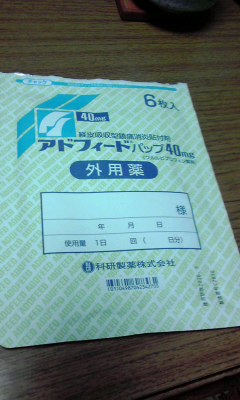 40mg
6枚入
経皮吸収型鎮痛消炎貼付剤
アドフィードパップ40mg
外用薬
様
年 月 日
使用量 1日 回( 日分)
科研製薬株式会社